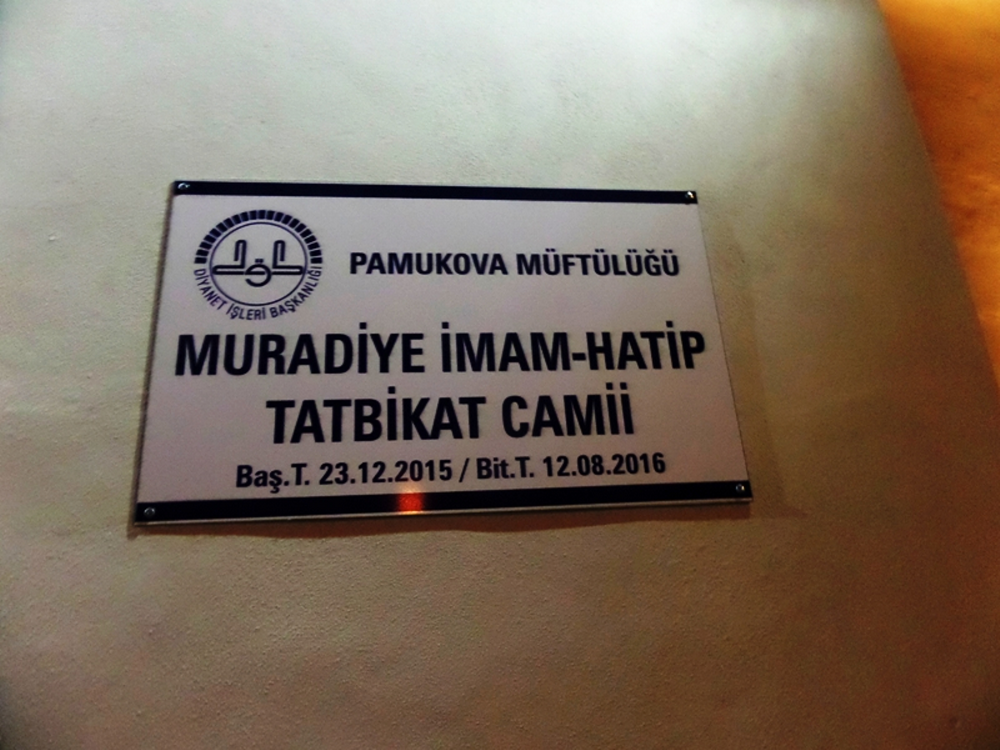 DİYANET İŞLERİ BAŞKANLIĞI
PAMUKOVA MÜFTÜLÜĞÜ
MURADİYE İMAM-HATİP
TATBİKAT CAMİİ
Baş.T. 23.12.2015 / Bit.T. 12.08.2016